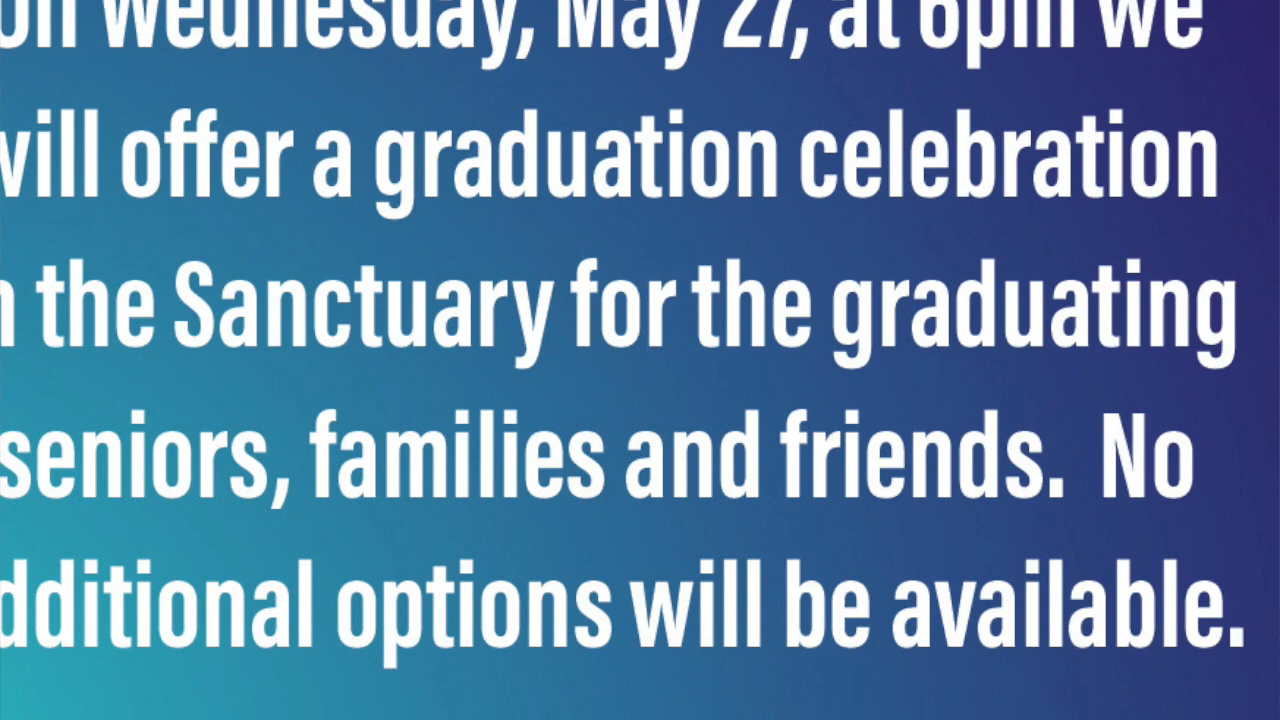 on Wednesday, May 27, at 6pm we
will offer a graduation celebration
the Sanctuary for the graduating
seniors, families and friends.  No
dditional options will be available.